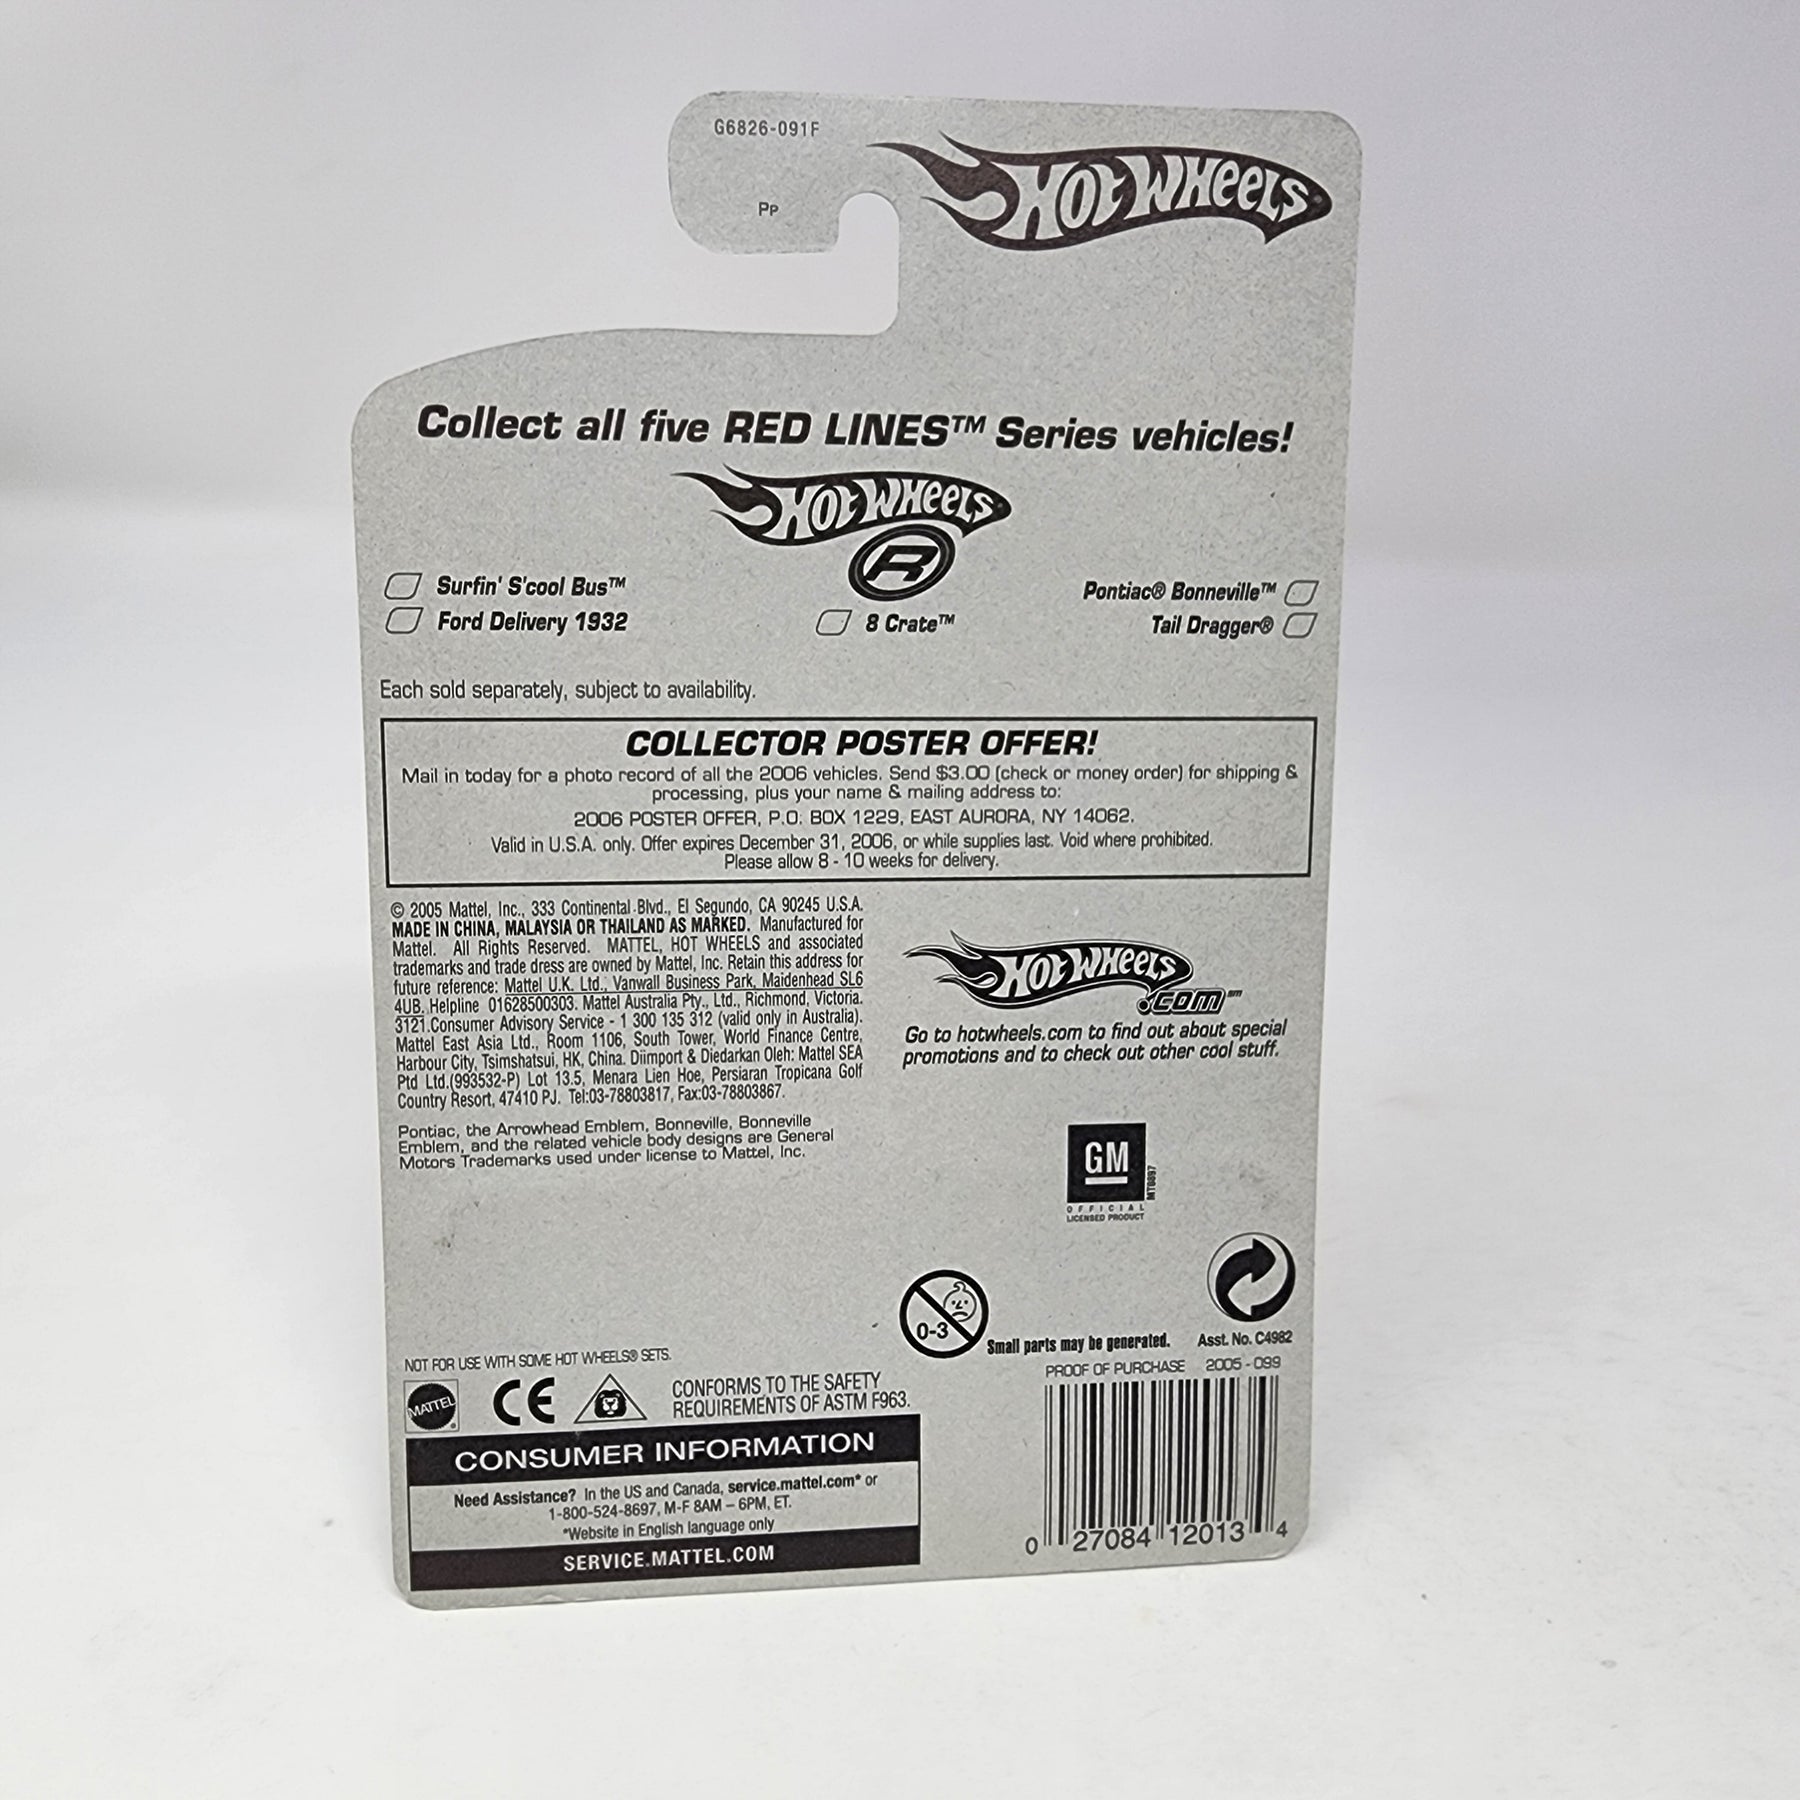 G6826-091F
Pp
HOT WHEELS
Collect all five RED LINES™ Series vehicles!
HOT WHEELS
R
Surfin' S'cool Bus™
Ford Delivery 1932
8 Crate™
Pontiac® Bonneville™
Tail Dragger®
Each sold separately, subject to availability.
COLLECTOR POSTER OFFER!
Mail in today for a photo record of all the 2006 vehicles. Send $3.00 (check or money order) for shipping &
processing, plus your name & mailing address to:
2006 POSTER OFFER, P.O. BOX 1229, EAST AURORA, NY 14062.
Valid in U.S.A. only. Offer expires December 31, 2006, or while supplies last. Void where prohibited.
Please allow 8 - 10 weeks for delivery.
© 2005 Mattel, Inc., 333 Continental Blvd., El Segundo, CA 90245 U.S.A.
MADE IN CHINA, MALAYSIA OR THAILAND AS MARKED. Manufactured for
Mattel. All Rights Reserved. MATTEL, HOT WHEELS and associated
trademarks and trade dress are owned by Mattel, Inc. Retain this address for
future reference: Mattel U.K. Ltd., Vanwall Business Park, Maidenhead SL6
4UB. Helpline 01628500303. Mattel Australia Pty., Ltd., Richmond, Victoria.
3121.Consumer Advisory Service - 1 300 135 312 (valid only in Australia).
Mattel East Asia Ltd., Room 1106, South Tower, World Finance Centre,
Harbour City, Tsimshatsui, HK, China. Diimport & Diedarkan Oleh: Mattel SEA
Ptd Ltd.(993532-P) Lot 13.5, Menara Lien Hoe, Persiaran Tropicana Golf
Country Resort, 47410 PJ. Tel:03-78803817, Fax:03-78803867.
Pontiac, the Arrowhead Emblem, Bonneville, Bonneville
Emblem, and the related vehicle body designs are General
Motors Trademarks used under license to Mattel, Inc.
HOT WHEELS
.com℠
Go to hotwheels.com to find out about special
promotions and to check out other cool stuff.
GM
MT0897
OFFICIAL
LICENSED PRODUCT
0-3
Small parts may be generated.
Asst. No. C4982
NOT FOR USE WITH SOME HOT WHEELS® SETS.
PROOF OF PURCHASE 2005-099
MATTEL®
CE
CONFORMS TO THE SAFETY
REQUIREMENTS OF ASTM F963.
CONSUMER INFORMATION
Need Assistance? In the US and Canada, service.mattel.com* or
1-800-524-8697, M-F 8AM – 6PM, ET.
*Website in English language only
SERVICE.MATTEL.COM
0 27084 12013 4